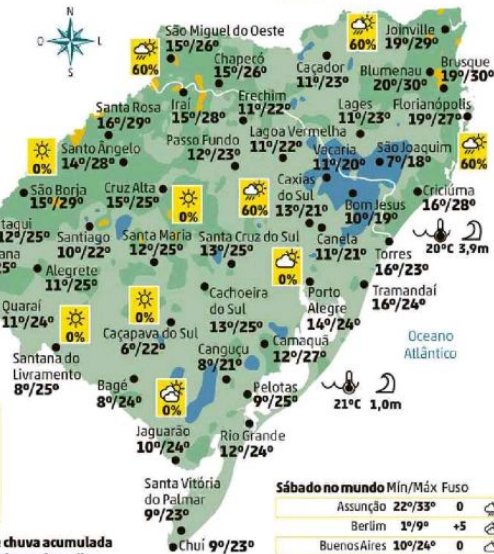 N
O L
S
São Miguel do Oeste
15º/26º
60%
Chapecó
15º/26º
60%
Joinville
19º/29º
Caçador
11º/23º
Blumenau
20º/30º
Brusque
19º/30º
Iraí
15º/28º
Erechim
11º/22º
Lages
11º/23º
Florianópolis
19º/27º
Santa Rosa
16º/29º
Passo Fundo
12º/23º
Lagoa Vermelha
11º/22º
Vacaria
11º/20º
São Joaquim
7º/18º
60%
0%
Santo Ângelo
14º/28º
São Borja
15º/29º
Cruz Alta
15º/25º
0%
60%
Caxias
do Sul
13º/21º
Bom Jesus
10º/19º
Criciúma
16º/28º
taqui
12º/25º
Santiago
10º/22º
Santa Maria
12º/25º
Santa Cruz do Sul
13º/25º
Canela
11º/21º
20ºC 3,9m
Torres
16º/23º
ana
25º
Alegrete
11º/25º
0%
Quaraí
11º/24º
0%
0%
Cachoeira
do Sul
13º/25º
Porto
Alegre
14º/24º
Tramandaí
16º/24º
Caçapava do Sul
6º/22º
Camaquã
12º/27º
Oceano
Atlântico
Santana do
Livramento
8º/25º
Canguçu
8º/21º
Bagé
8º/24º
0%
Pelotas
9º/25º
21ºC 1,0m
Jaguarão
10º/24º
Rio Grande
12º/24º
Santa Vitória
do Palmar
9º/23º
Chuí 9º/23º
chuva acumulada
Sábado no mundo Mín/Máx Fuso
Assunção 22º/33º 0
Berlim 1º/9º +5
Buenos Aires 10º/24º 0